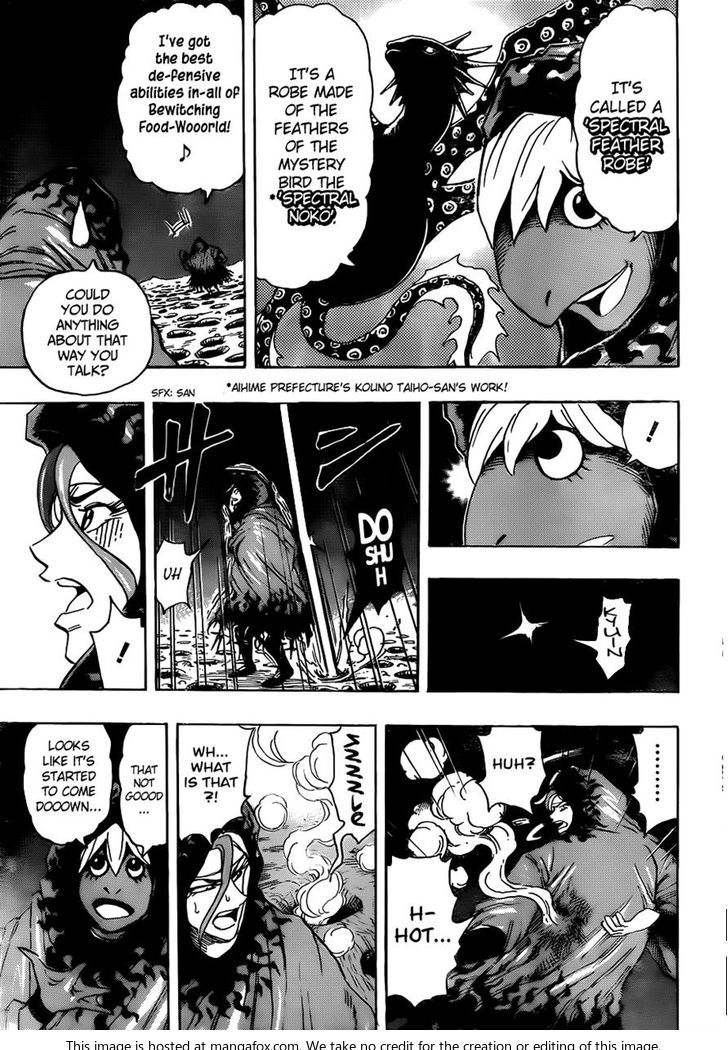 IT'S
CALLED A
'SPECTRAL
FEATHER
ROBE'!
IT'S A
ROBE MADE
OF THE
FEATHERS
OF THE
MYSTERY
BIRD THE
*'SPECTRAL
NOKO'.
I've got
the best
de-fensive
abilities in-all of
Bewitching
Food-Wooorld!
♪
COULD
YOU DO
ANYTHING
ABOUT THAT
WAY YOU
TALK?
SFX: SAN
*AIHIME PREFECTURE'S KOUNO TAIHO-SAN'S WORK!
!
DO
SHU
H
UH
!
........
HUH?
H-
HOT...
WH...
WHAT
IS THAT
?!
THAT
NOT
GOOOD
...
LOOKS
LIKE IT'S
STARTED
TO COME
DOOOWN...
This image is hosted at mangafox.com. We take no credit for the creation or editing of this image.